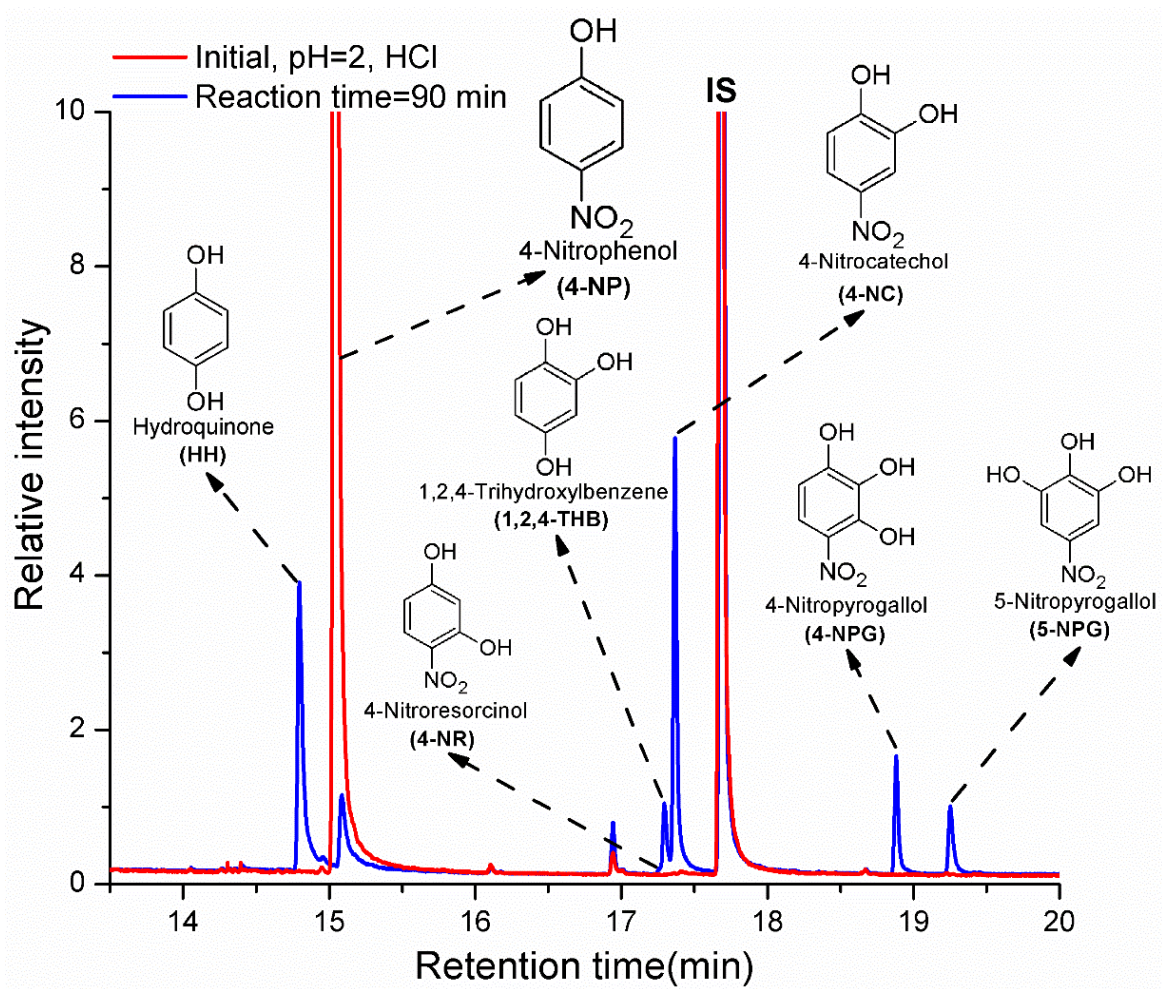 Initial, pH=2, HCl
Reaction time=90 min
IS
OH
NO2
4-Nitrophenol
(4-NP)
OH
OH
NO2
4-Nitrocatechol
(4-NC)
OH
OH
Hydroquinone
(HH)
OH
OH
OH
1,2,4-Trihydroxylbenzene
(1,2,4-THB)
OH
OH
NO2
4-Nitroresorcinol
(4-NR)
OH
OH
OH
NO2
4-Nitropyrogallol
(4-NPG)
OH
HO
OH
NO2
5-Nitropyrogallol
(5-NPG)
Relative intensity
10
8
6
4
2
0
14
15
16
17
18
19
20
Retention time(min)